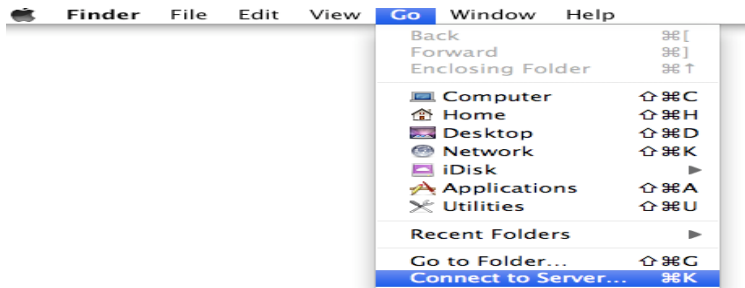 Finder File Edit View Go Window Help
Back ⌘[
Forward ⌘]
Enclosing Folder ⌘↑
Computer ⇧⌘C
Home ⇧⌘H
Desktop ⇧⌘D
Network ⇧⌘K
iDisk ▶
Applications ⇧⌘A
Utilities ⇧⌘U
Recent Folders ▶
Go to Folder... ⇧⌘G
Connect to Server... ⌘K